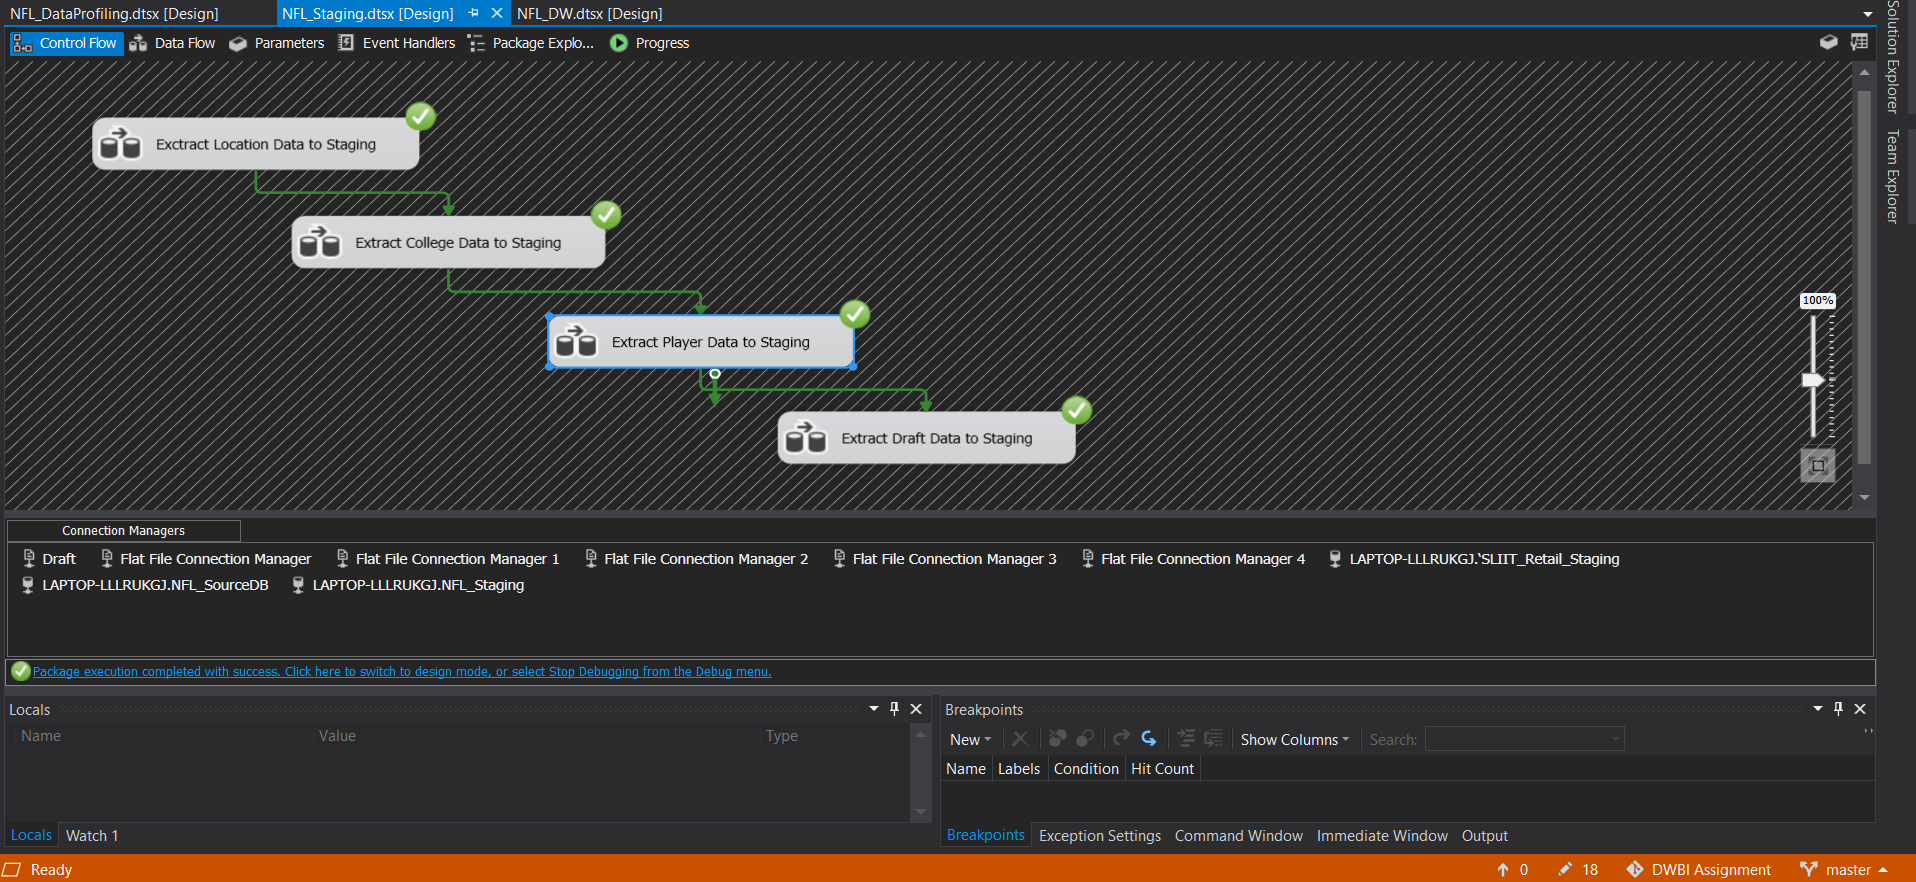 NFL_DataProfiling.dtsx [Design] NFL_Staging.dtsx [Design] NFL_DW.dtsx [Design]
Control Flow Data Flow Parameters Event Handlers Package Explo... Progress
Solution Explorer
Team Explorer
Exctract Location Data to Staging
Extract College Data to Staging
100%
Extract Player Data to Staging
Extract Draft Data to Staging
Connection Managers
Draft Flat File Connection Manager Flat File Connection Manager 1 Flat File Connection Manager 2 Flat File Connection Manager 3 Flat File Connection Manager 4 LAPTOP-LLLRUKGJ.'SLIIT_Retail_Staging
LAPTOP-LLLRUKGJ.NFL_SourceDB LAPTOP-LLLRUKGJ.NFL_Staging
Package execution completed with success. Click here to switch to design mode, or select Stop Debugging from the Debug menu.
Locals
Name Value Type
Locals Watch 1
Breakpoints
New Show Columns Search:
Name Labels Condition Hit Count
Breakpoints Exception Settings Command Window Immediate Window Output
Ready 0 18 DWBI Assignment master